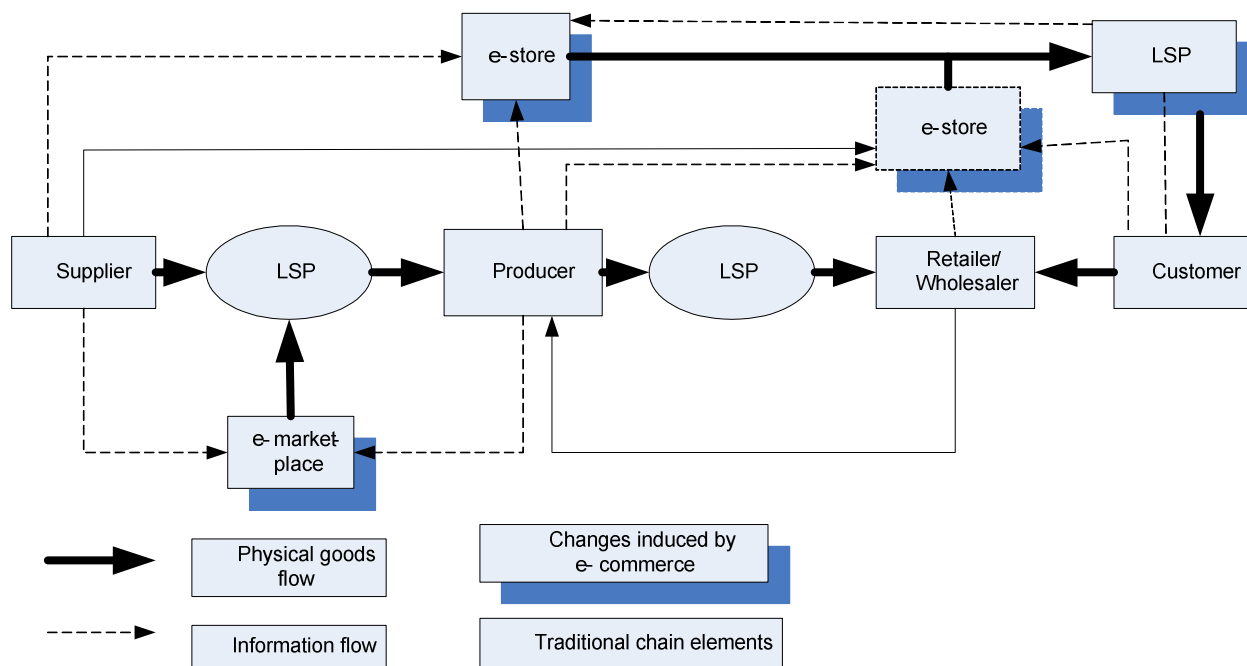 e-store
LSP
e-store
Supplier
LSP
Producer
LSP
Retailer/
Wholesaler
Customer
e- market-
place
Physical goods
flow
Changes induced by
e- commerce
Information flow
Traditional chain elements